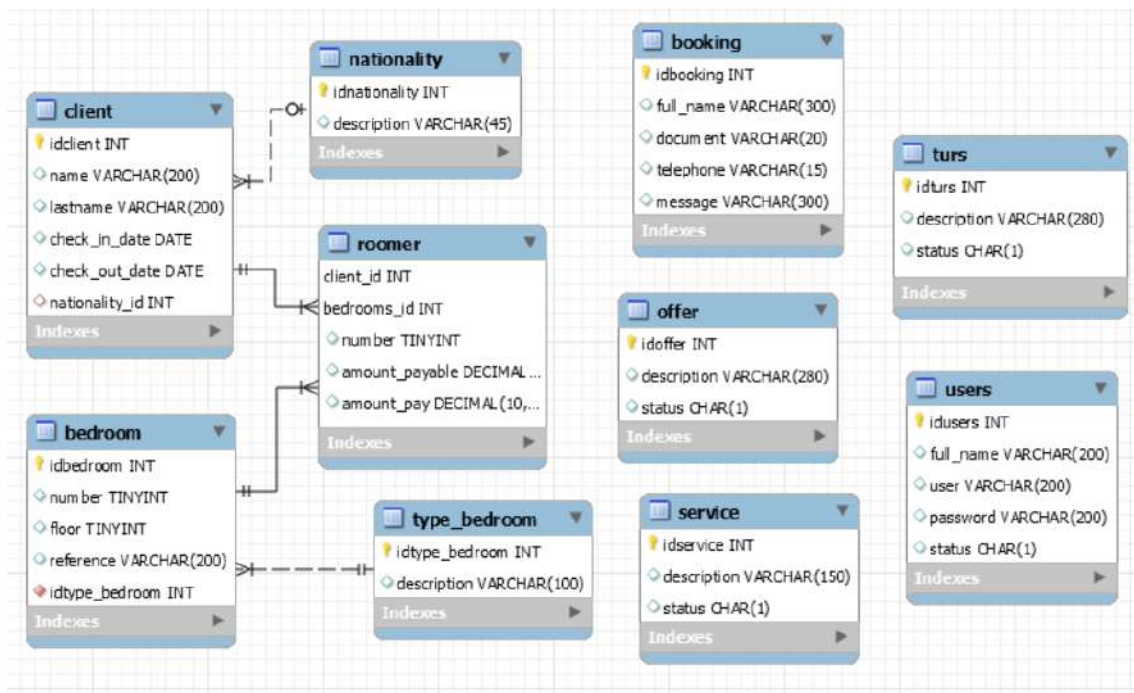 client
idclient INT
name VARCHAR(200)
lastname VARCHAR(200)
check_in_date DATE
check_out_date DATE
nationality_id INT
Indexes
nationality
idnationality INT
description VARCHAR(45)
Indexes
roomer
client_id INT
bedrooms_id INT
number TINYINT
amount_payable DECIMAL ...
amount_pay DECIMAL(10,...
Indexes
bedroom
idbedroom INT
number TINYINT
floor TINYINT
reference VARCHAR(200)
idtype_bedroom INT
Indexes
type_bedroom
idtype_bedroom INT
description VARCHAR(100)
Indexes
booking
idbooking INT
full_name VARCHAR(300)
document VARCHAR(20)
telephone VARCHAR(15)
message VARCHAR(300)
Indexes
offer
idoffer INT
description VARCHAR(280)
status CHAR(1)
Indexes
service
idservice INT
description VARCHAR(150)
status CHAR(1)
Indexes
turs
idturs INT
description VARCHAR(280)
status CHAR(1)
Indexes
users
idusers INT
full_name VARCHAR(200)
user VARCHAR(200)
password VARCHAR(200)
status CHAR(1)
Indexes